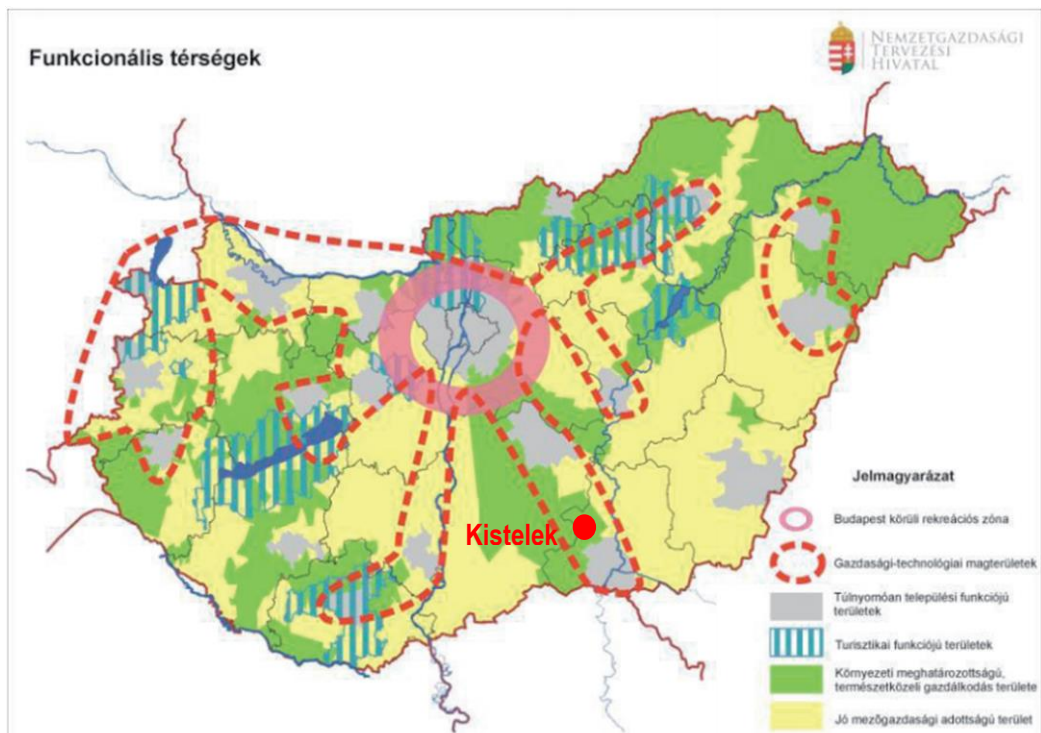 Funkcionális térségek
NEMZETGAZDASÁGI
TERVEZÉSI
HIVATAL
Kistelek
Jelmagyarázat
Budapest körüli rekreációs zóna
Gazdasági-technológiai magterületek
Túlnyomóan települési funkciójú
területek
Turisztikai funkciójú területek
Környezeti meghatározottságú,
természetközeli gazdálkodás területe
Jó mezőgazdasági adottságú terület